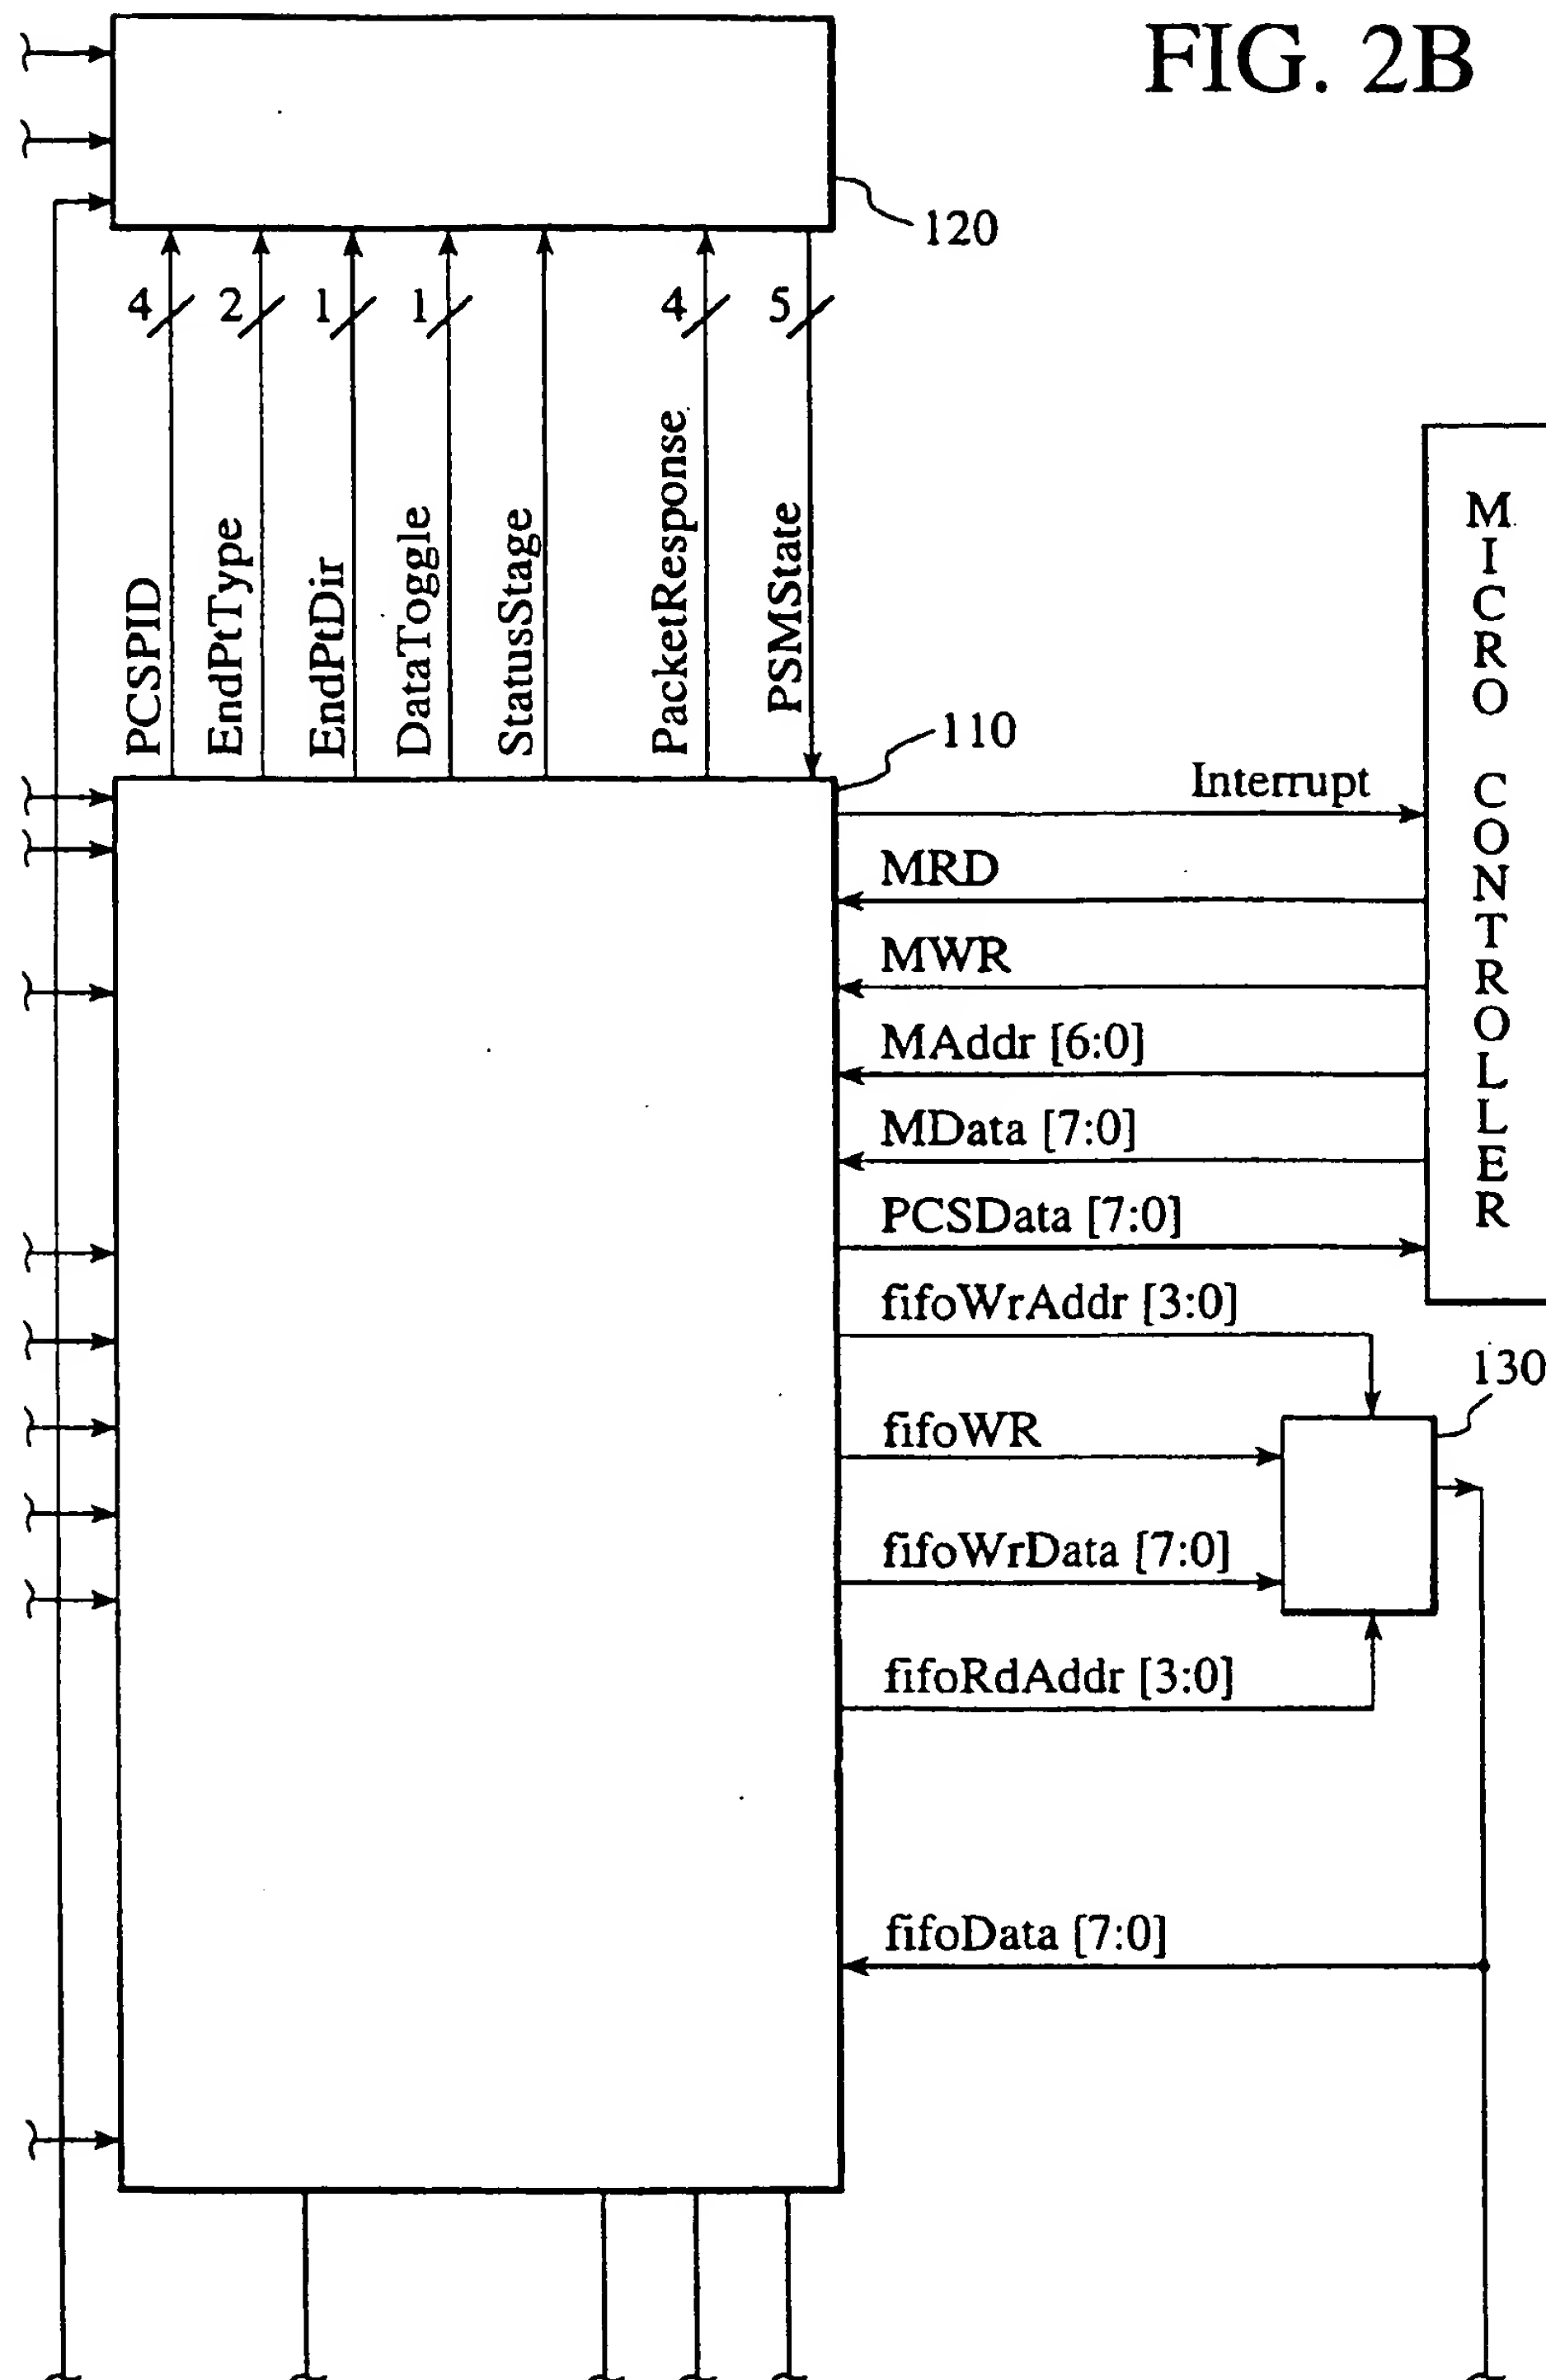 FIG. 2B
120
4
2
1
1
4
5
PCSPID
EndPtType
EndPtDir
DataToggle
StatusStage
PacketResponse
PSMState
110
MICRO CONTROLLER
Interrupt
MRD
MWR
MAddr [6:0]
MData [7:0]
PCSData [7:0]
fifoWrAddr [3:0]
130
fifoWR
fifoWrData [7:0]
fifoRdAddr [3:0]
fifoData [7:0]